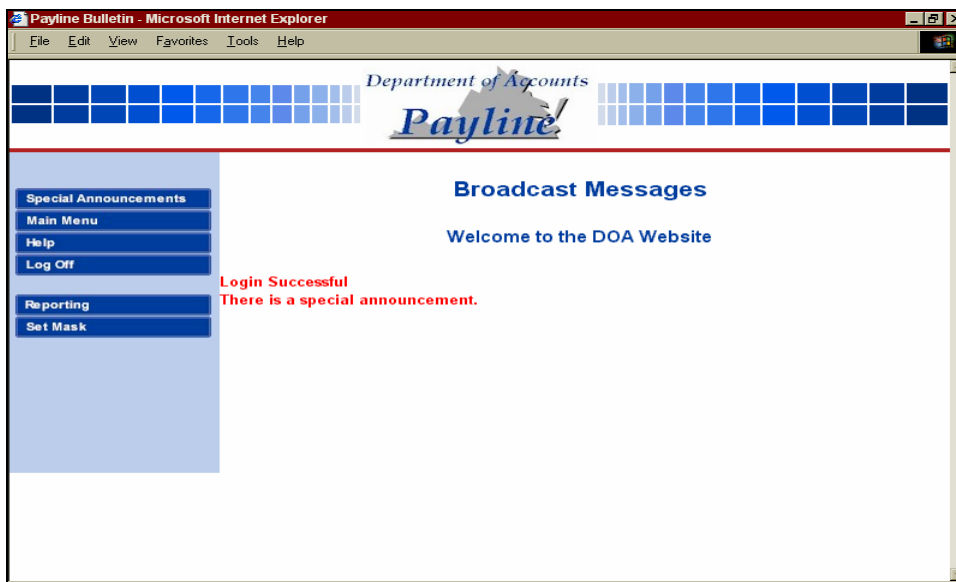 Payline Bulletin - Microsoft Internet Explorer
File Edit View Favorites Tools Help
Department of Accounts
Payline
Special Announcements
Main Menu
Help
Log Off
Reporting
Set Mask
Broadcast Messages
Welcome to the DOA Website
Login Successful
There is a special announcement.